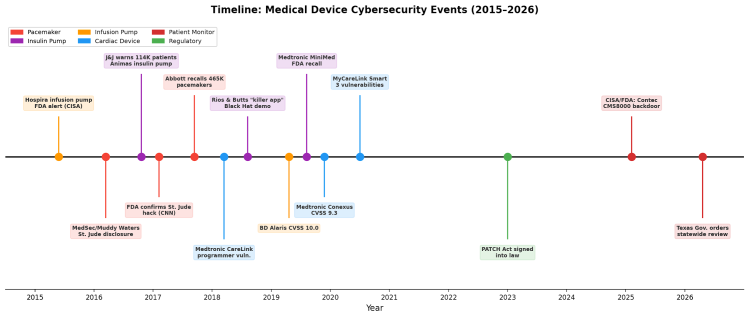 Timeline: Medical Device Cybersecurity Events (2015–2026)
Pacemaker
Insulin Pump
Infusion Pump
Cardiac Device
Patient Monitor
Regulatory
J&J warns 114K patients
Animas insulin pump
Medtronic MiniMed
FDA recall
Abbott recalls 465K
pacemakers
MyCareLink Smart
3 vulnerabilities
Hospira infusion pump
FDA alert (CISA)
Rios & Butts "killer app"
Black Hat demo
CISA/FDA: Contec
CMS8000 backdoor
FDA confirms St. Jude
hack (CNN)
Medtronic Conexus
CVSS 9.3
MedSec/Muddy Waters
St. Jude disclosure
BD Alaris CVSS 10.0
Texas Gov. orders
statewide review
Medtronic CareLink
programmer vuln.
PATCH Act signed
into law
2015 2016 2017 2018 2019 2020 2021 2022 2023 2024 2025 2026
Year